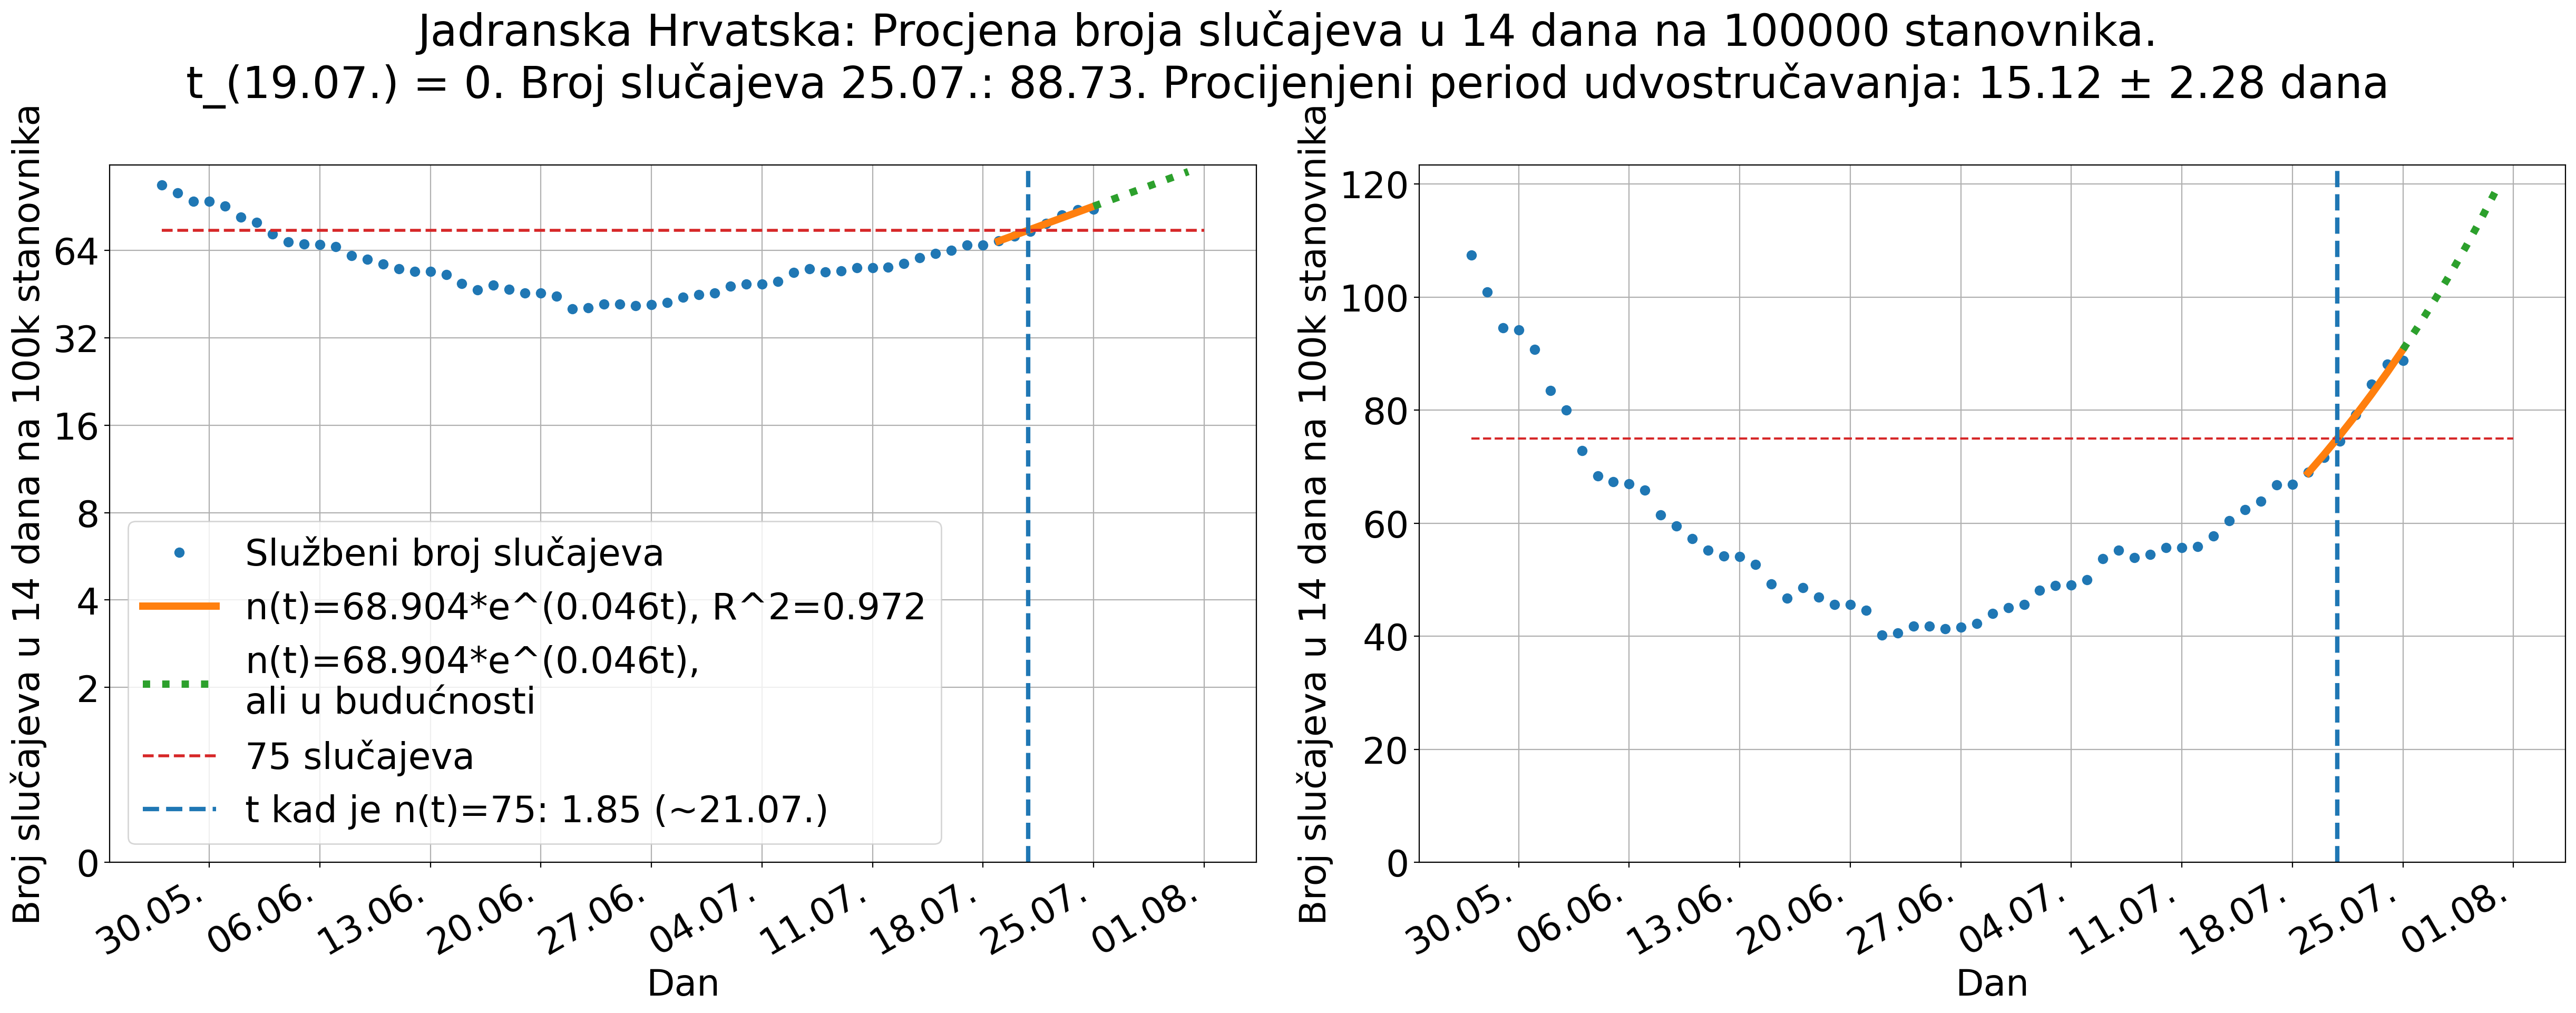 Jadranska Hrvatska: Procjena broja slučajeva u 14 dana na 100000 stanovnika.
t_(19.07.) = 0. Broj slučajeva 25.07.: 88.73. Procijenjeni period udvostručavanja: 15.12 ± 2.28 dana
Broj slučajeva u 14 dana na 100k stanovnika
64
32
16
8
4
2
0
Službeni broj slučajeva
n(t)=68.904*e^(0.046t), R^2=0.972
n(t)=68.904*e^(0.046t),
ali u budućnosti
75 slučajeva
t kad je n(t)=75: 1.85 (~21.07.)
30.05.
06.06.
13.06.
20.06.
27.06.
04.07.
11.07.
18.07.
25.07.
01.08.
Dan
Broj slučajeva u 14 dana na 100k stanovnika
120
100
80
60
40
20
0
30.05.
06.06.
13.06.
20.06.
27.06.
04.07.
11.07.
18.07.
25.07.
01.08.
Dan